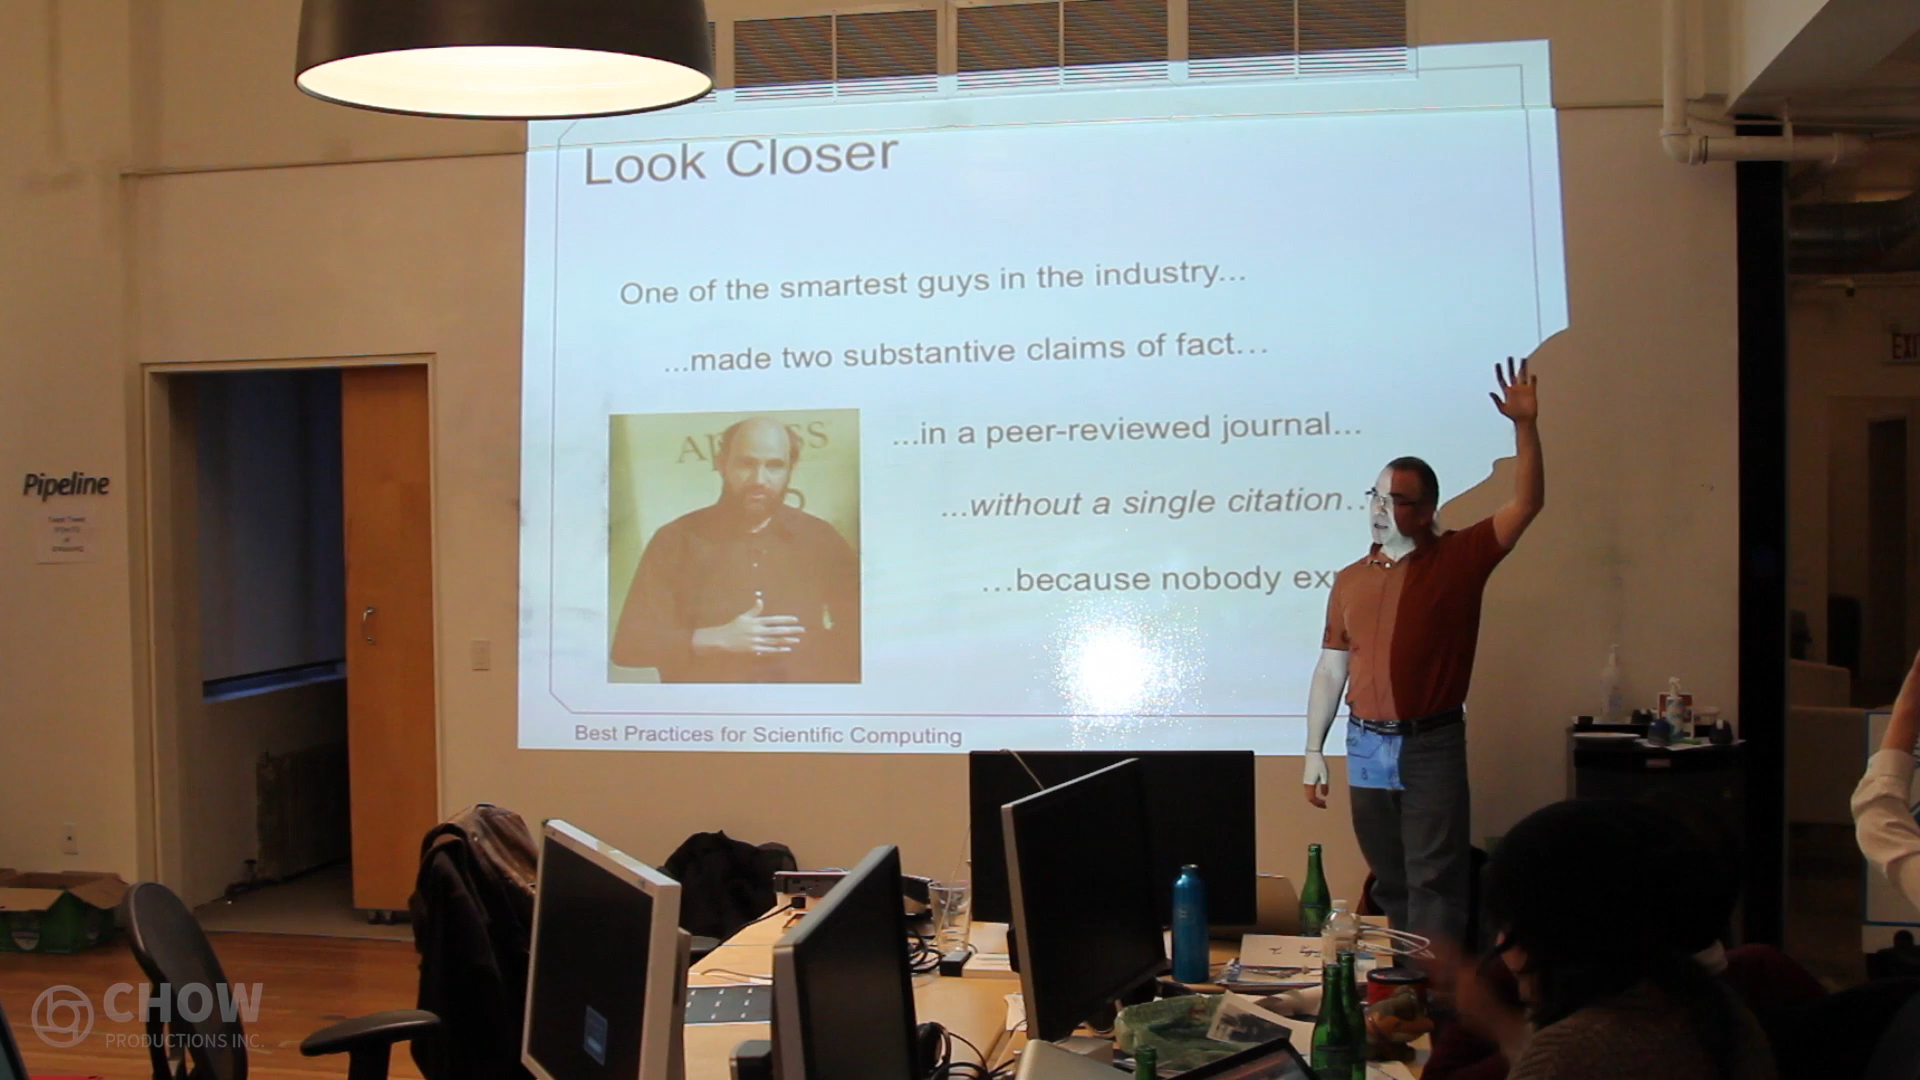 Look Closer
One of the smartest guys in the industry...
...made two substantive claims of fact...
...in a peer-reviewed journal...
...without a single citation..
...because nobody ex
Best Practices for Scientific Computing
Pipeline
EXI
CHOW
PRODUCTIONS INC.